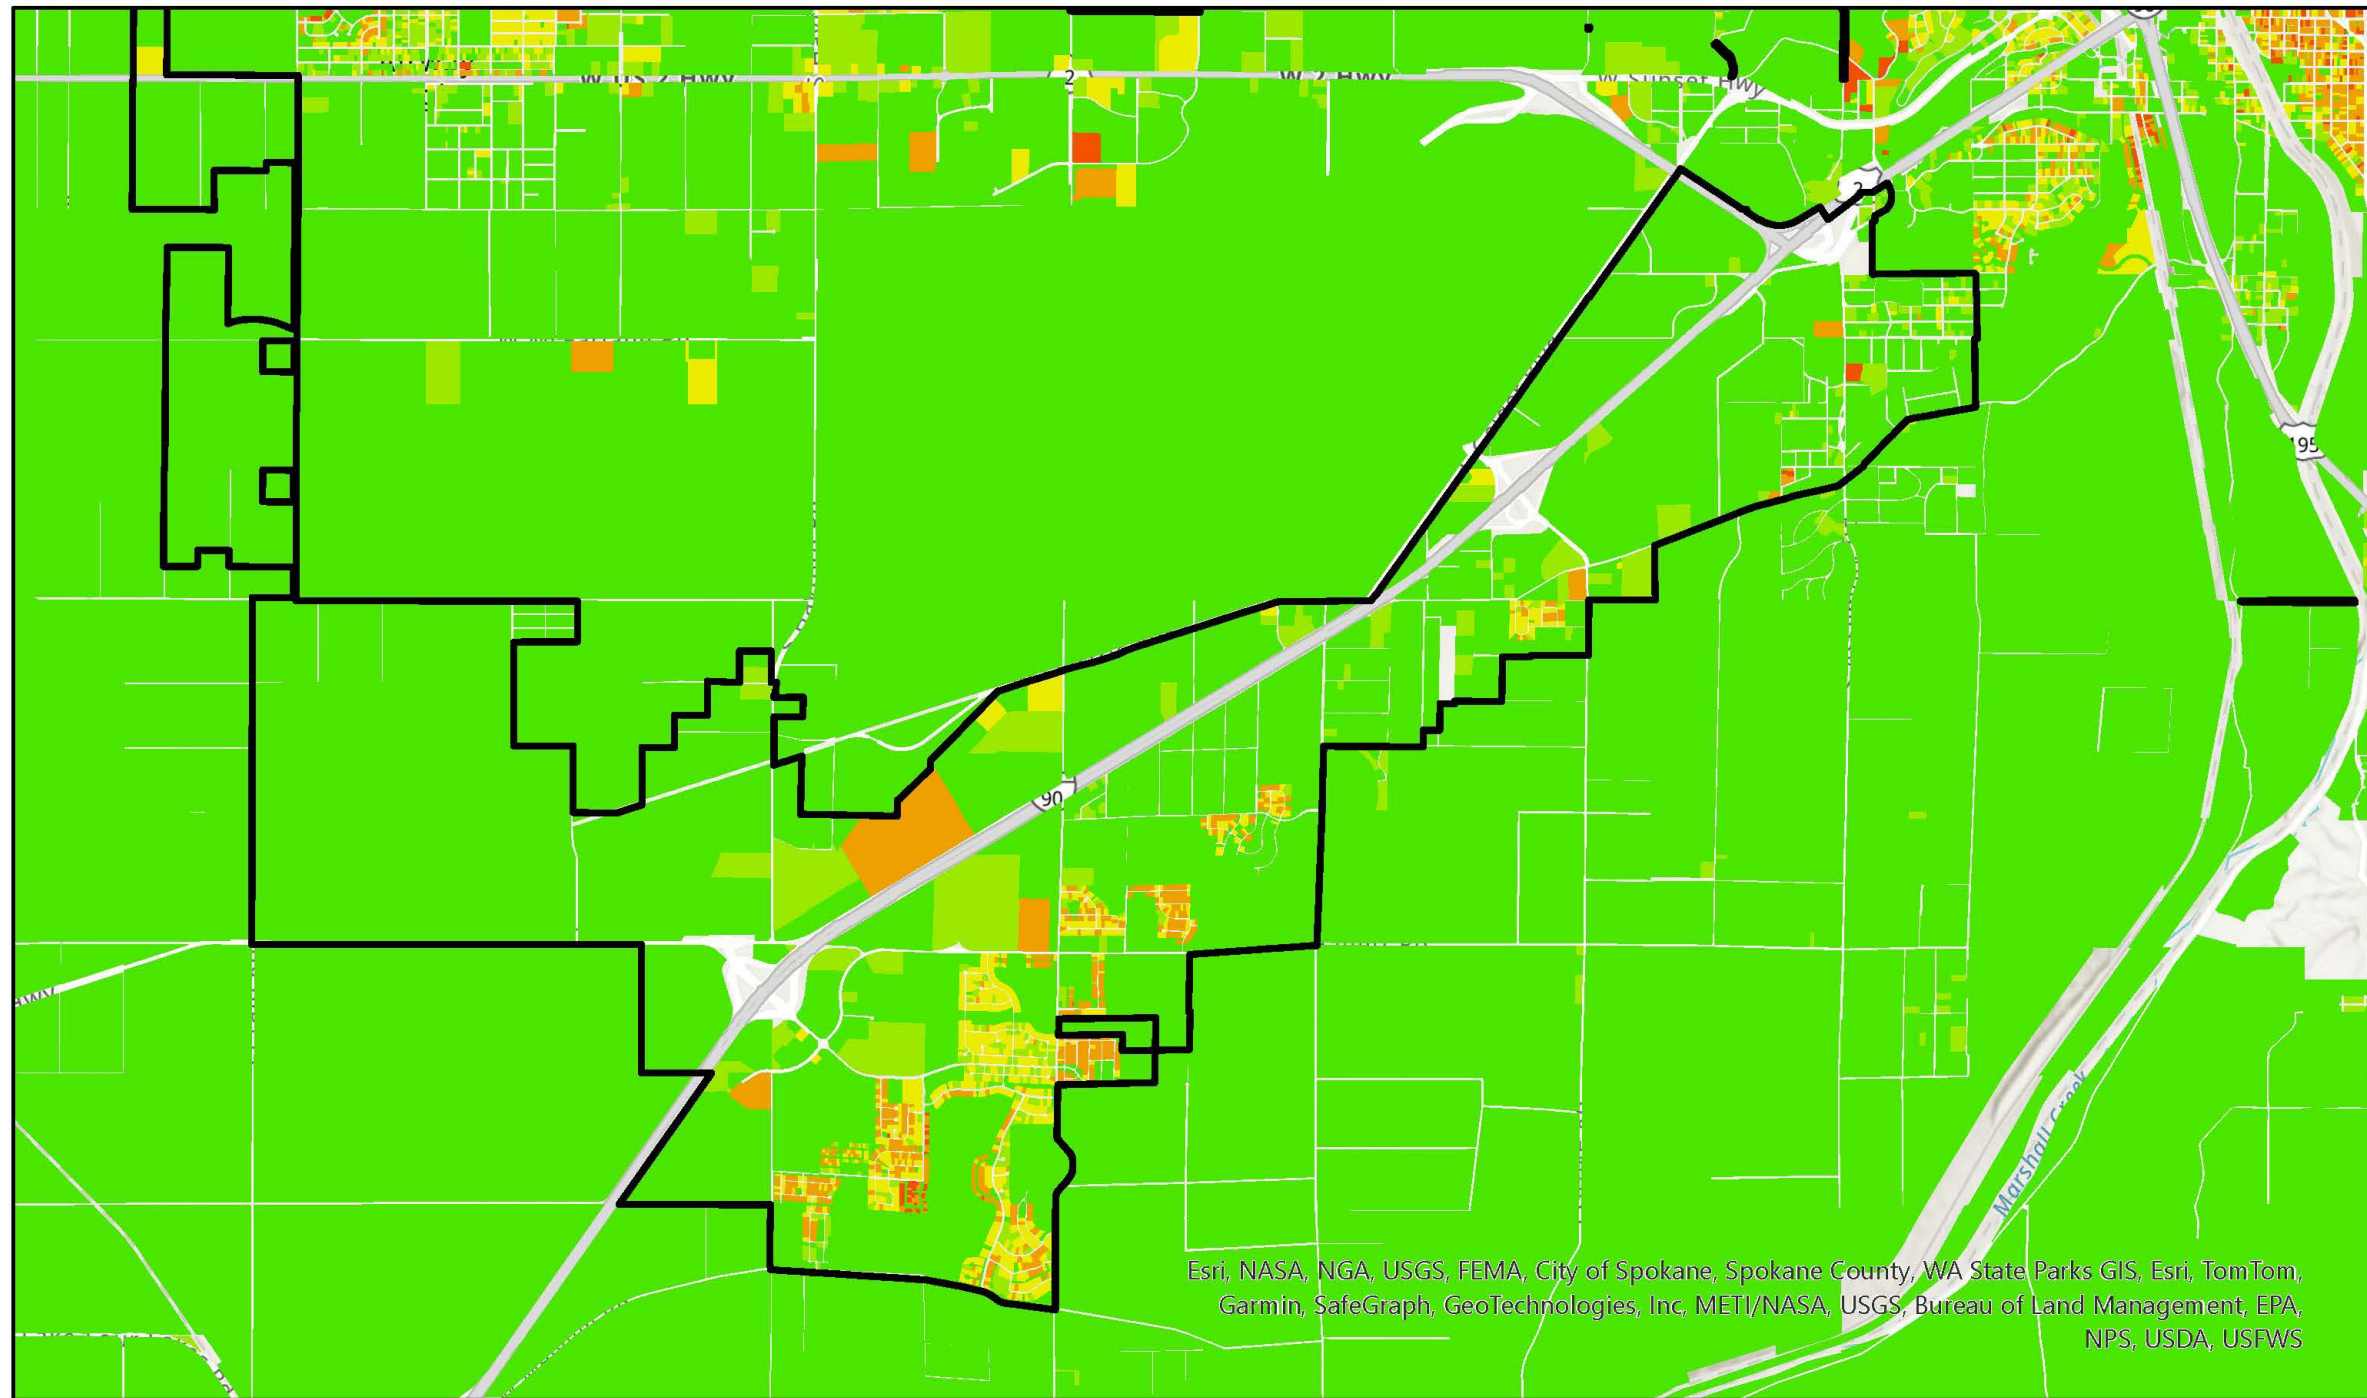 W US 2 Hwy
2
W 2 Hwy
W Sunset Hwy
2
195
90
Hwy
Marshall Creek
Esri, NASA, NGA, USGS, FEMA, City of Spokane, Spokane County, WA State Parks GIS, Esri, TomTom,
Garmin, SafeGraph, GeoTechnologies, Inc, METI/NASA, USGS, Bureau of Land Management, EPA,
NPS, USDA, USFWS